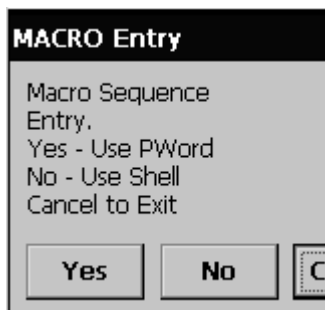 MACRO Entry
Macro Sequence
Entry.
Yes - Use PWord
No - Use Shell
Cancel to Exit
Yes No